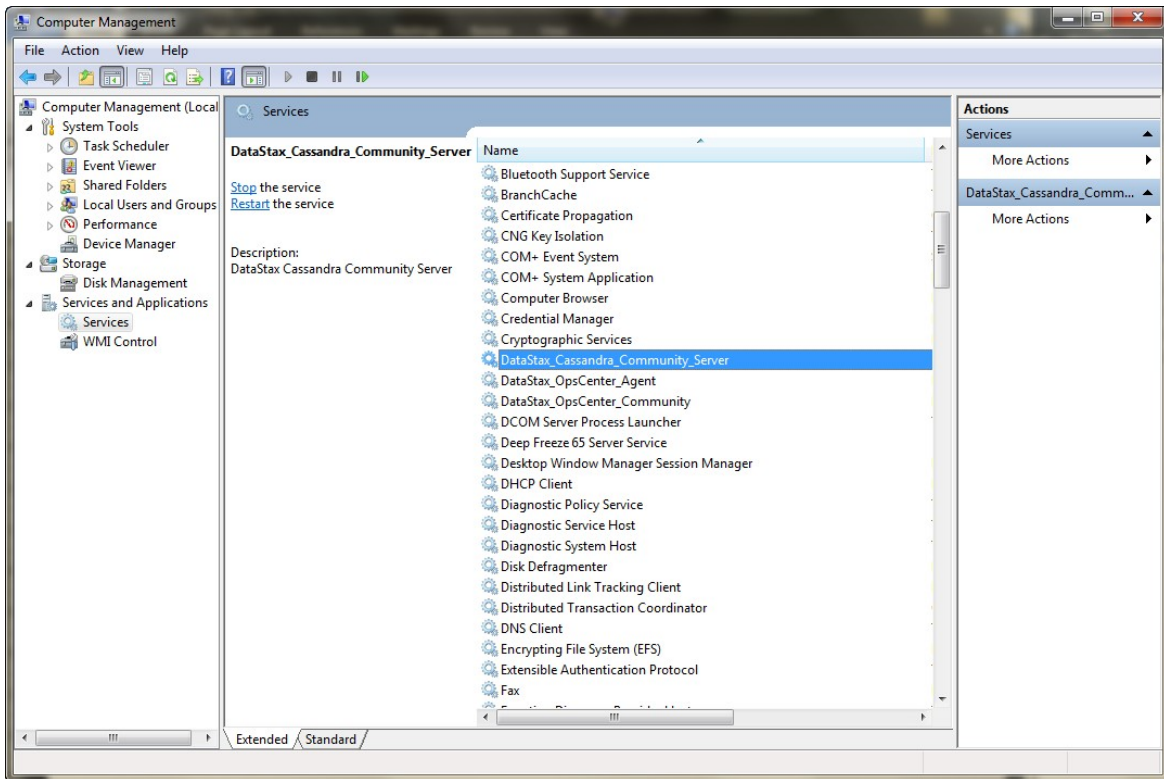 Computer Management
File Action View Help
Computer Management (Local
System Tools
Task Scheduler
Event Viewer
Shared Folders
Local Users and Groups
Performance
Device Manager
Storage
Disk Management
Services and Applications
Services
WMI Control
Services
DataStax_Cassandra_Community_Server
Stop the service
Restart the service
Description:
DataStax Cassandra Community Server
Name
Bluetooth Support Service
BranchCache
Certificate Propagation
CNG Key Isolation
COM+ Event System
COM+ System Application
Computer Browser
Credential Manager
Cryptographic Services
DataStax_Cassandra_Community_Server
DataStax_OpsCenter_Agent
DataStax_OpsCenter_Community
DCOM Server Process Launcher
Deep Freeze 65 Server Service
Desktop Window Manager Session Manager
DHCP Client
Diagnostic Policy Service
Diagnostic Service Host
Diagnostic System Host
Disk Defragmenter
Distributed Link Tracking Client
Distributed Transaction Coordinator
DNS Client
Encrypting File System (EFS)
Extensible Authentication Protocol
Fax
Extended Standard
Actions
Services
More Actions
DataStax_Cassandra_Comm...
More Actions